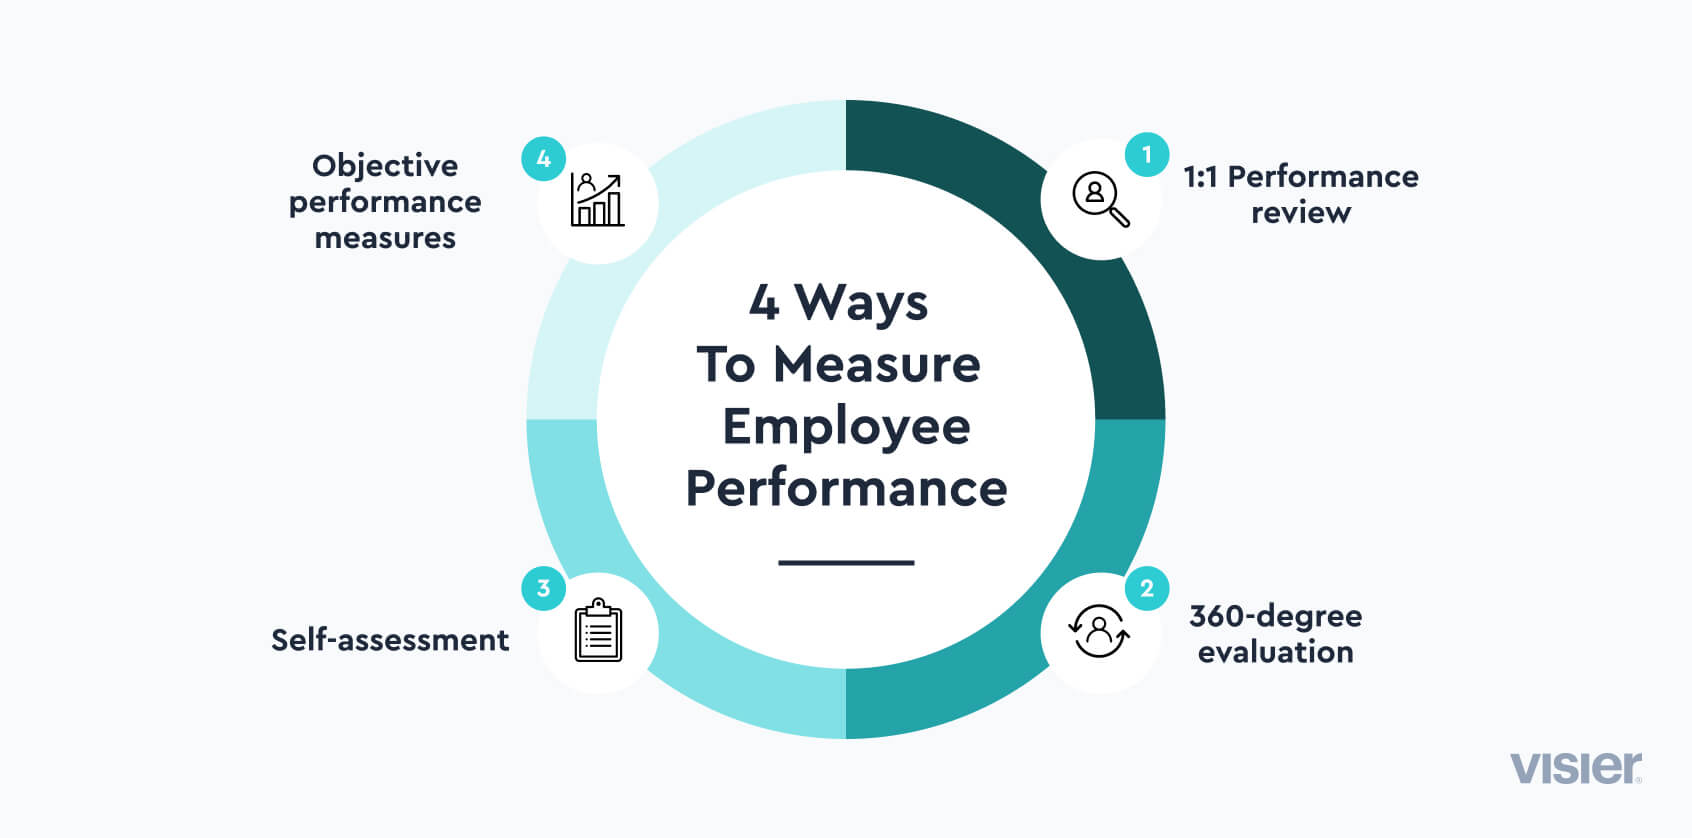 4 Ways
To Measure
Employee
Performance
1
1:1 Performance
review
2
360-degree
evaluation
3
Self-assessment
4
Objective
performance
measures
VISIER®